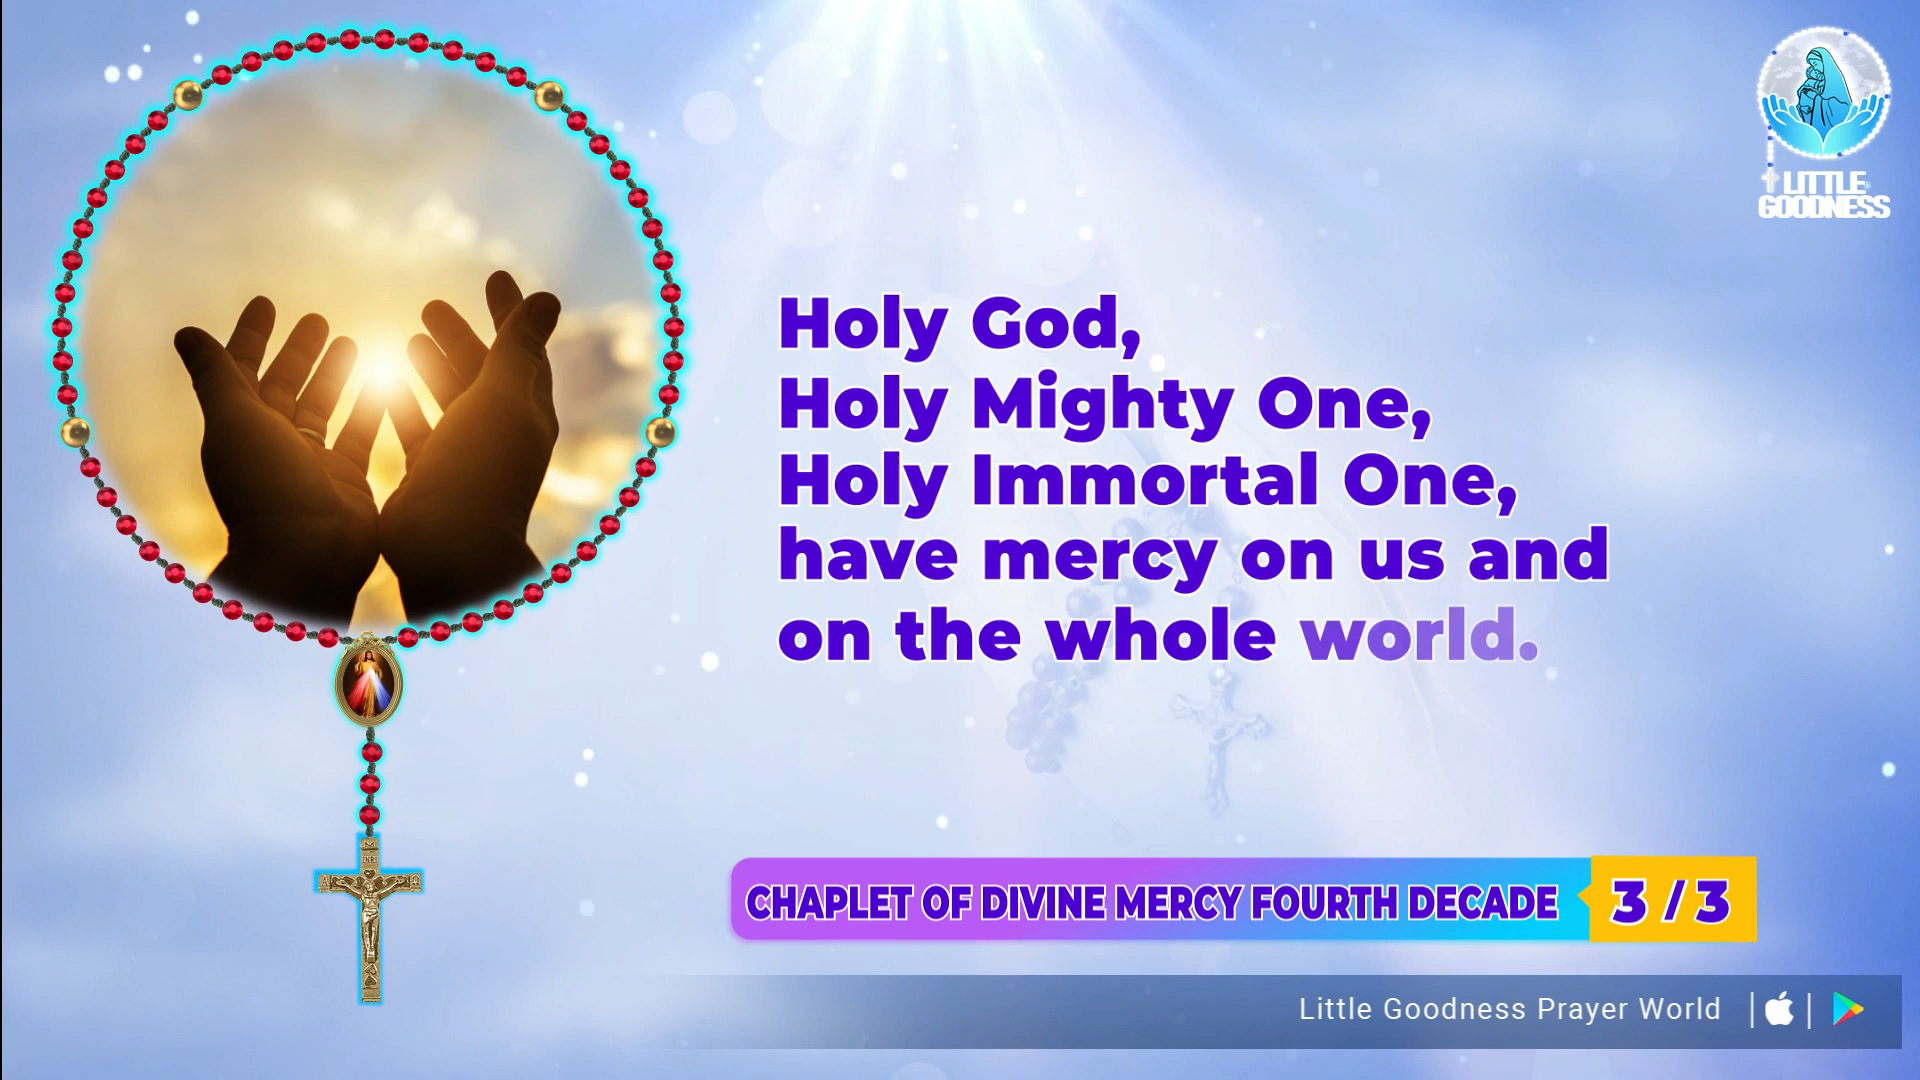 LITTLE
GOODNESS
Holy God,
Holy Mighty One,
Holy Immortal One,
have mercy on us and
on the whole world.
INRI
CHAPLET OF DIVINE MERCY FOURTH DECADE 3 / 3
Little Goodness Prayer World